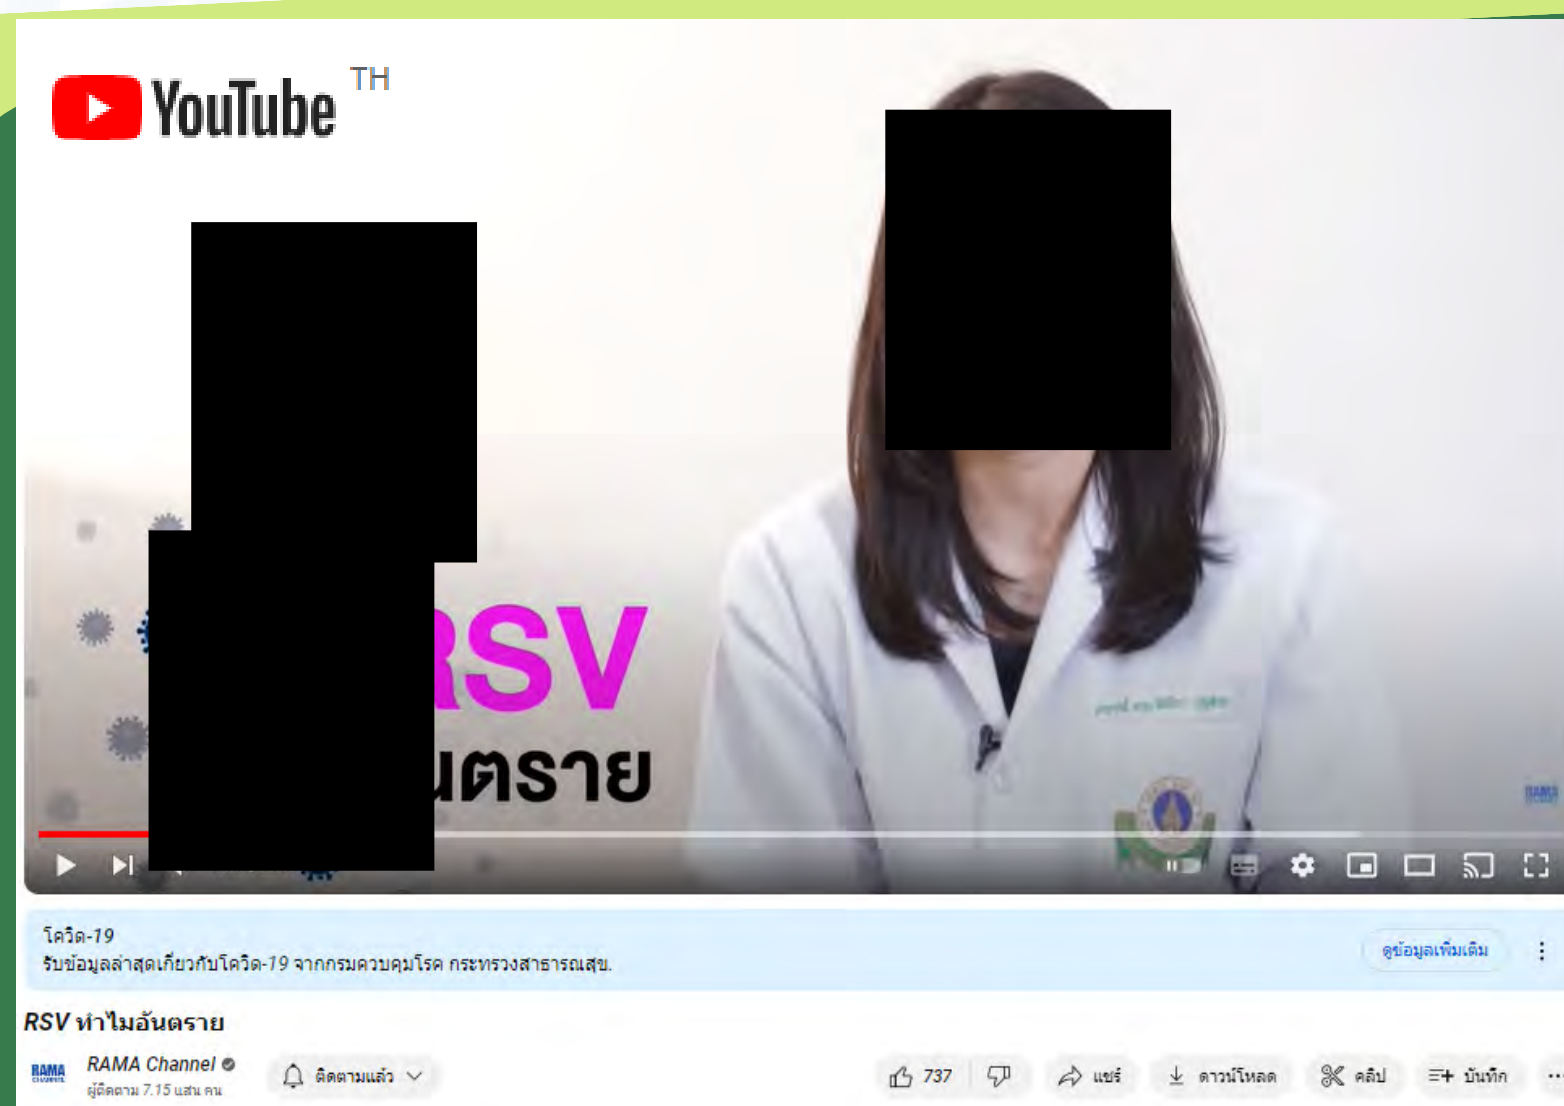 YouTube TH
RSV
โควิด-19
รับข้อมูลล่าสุดเกี่ยวกับโควิด-19 จากกรมควบคุมโรค กระทรวงสาธารณสุข.
ดูข้อมูลเพิ่มเติม
RSV ทำไมอันตราย
RAMA Channel
ผู้ติดตาม 7.15 แสน คน
ติดตามแล้ว
737
แชร์
ดาวน์โหลด
คลิป
บันทึก